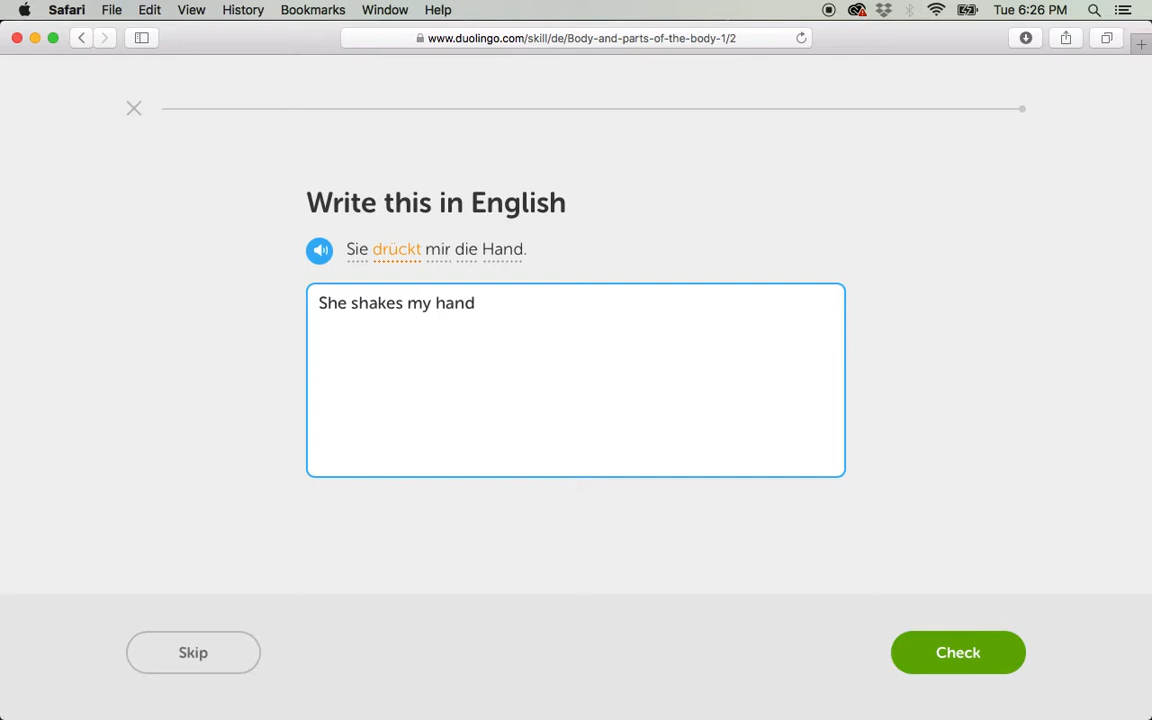 Safari File Edit View History Bookmarks Window Help Tue 6:26 PM
www.duolingo.com/skill/de/Body-and-parts-of-the-body-1/2
Write this in English
Sie drückt mir die Hand.
She shakes my hand
Skip
Check